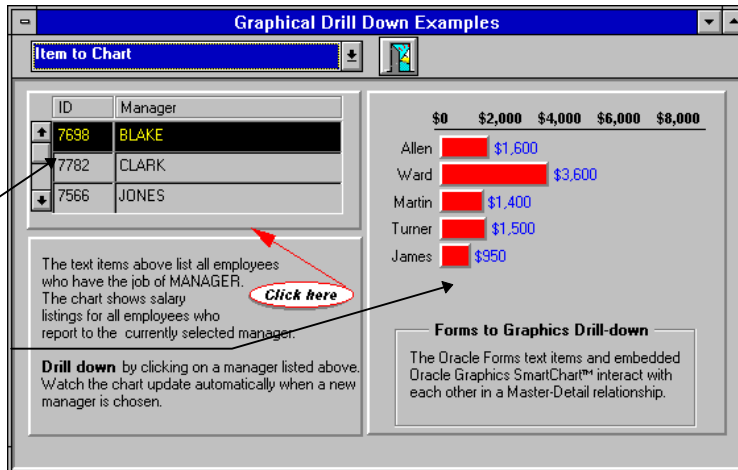 Graphical Drill Down Examples
Item to Chart
ID Manager
7698 BLAKE
7782 CLARK
7566 JONES
The text items above list all employees
who have the job of MANAGER.
The chart shows salary
listings for all employees who
report to the currently selected manager.
Click here
Drill down by clicking on a manager listed above.
Watch the chart update automatically when a new
manager is chosen.
$0 $2,000 $4,000 $6,000 $8,000
Allen $1,600
Ward $3,600
Martin $1,400
Turner $1,500
James $950
Forms to Graphics Drill-down
The Oracle Forms text items and embedded
Oracle Graphics SmartChart™ interact with
each other in a Master-Detail relationship.